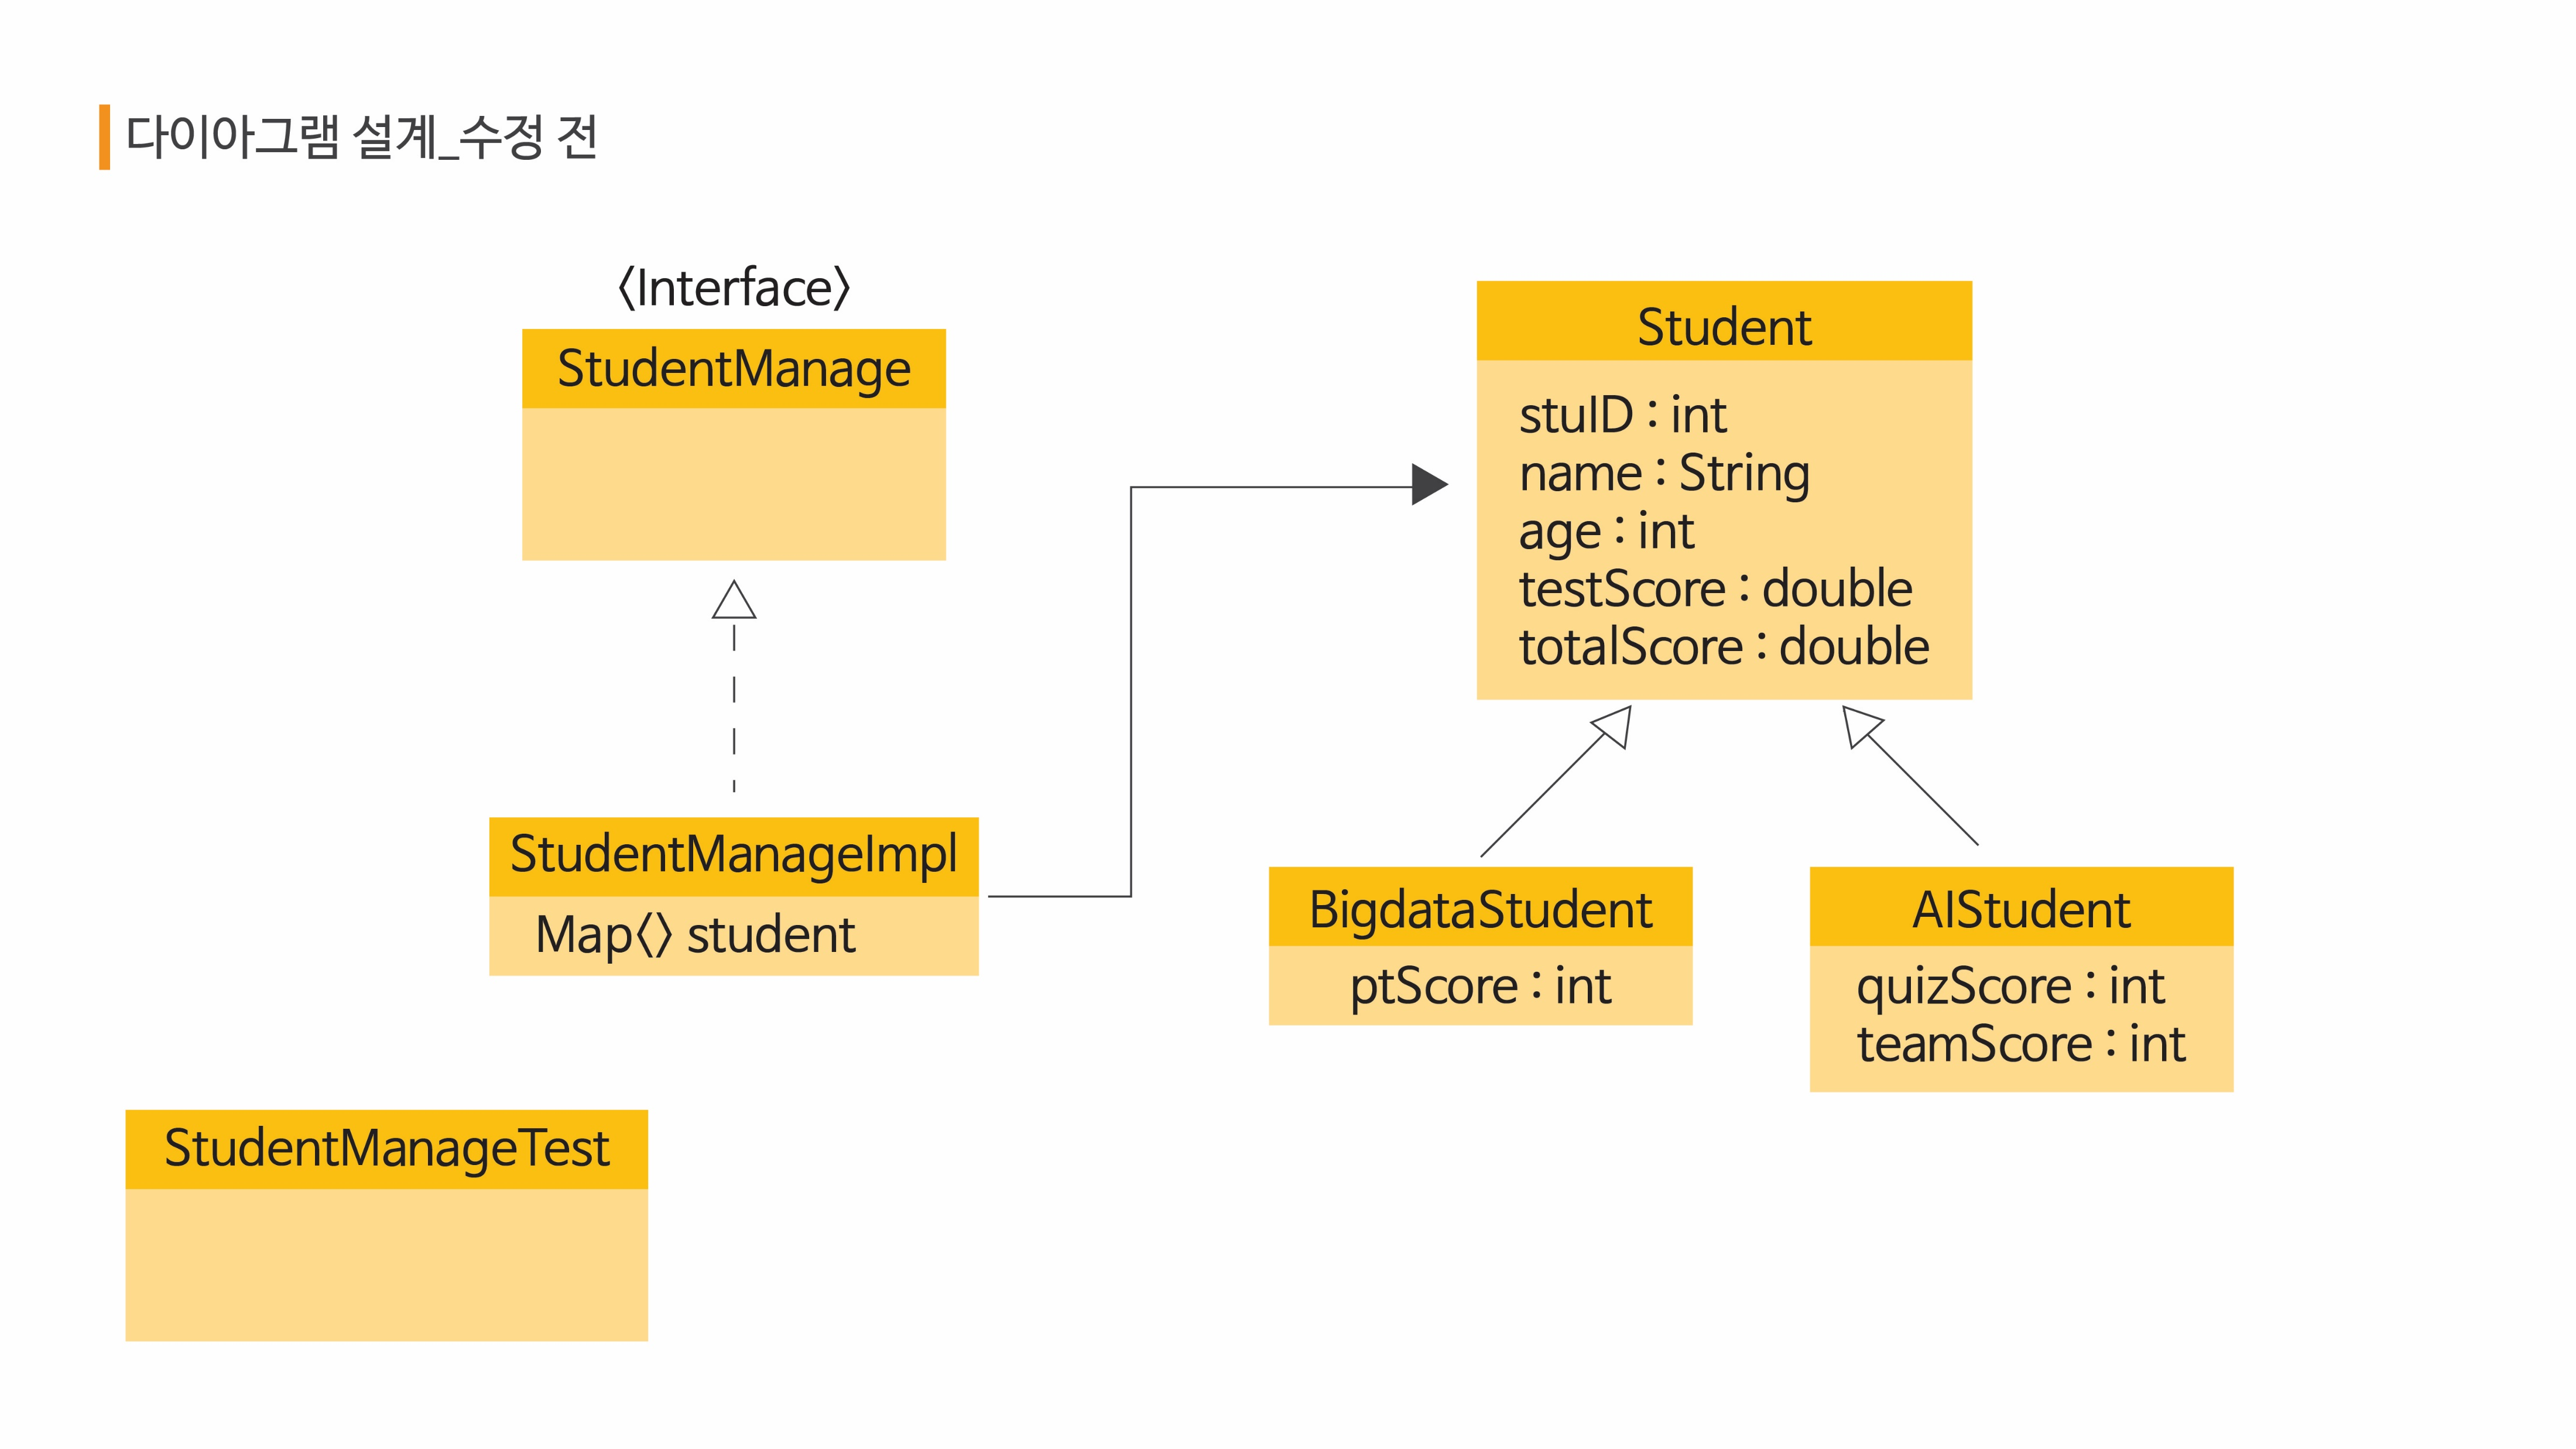 다이아그램 설계_수정 전
〈Interface〉
StudentManage
Student
stuID : int
name : String
age : int
testScore : double
totalScore : double
StudentManageImpl
Map〈〉 student
BigdataStudent
ptScore : int
AIStudent
quizScore : int
teamScore : int
StudentManageTest